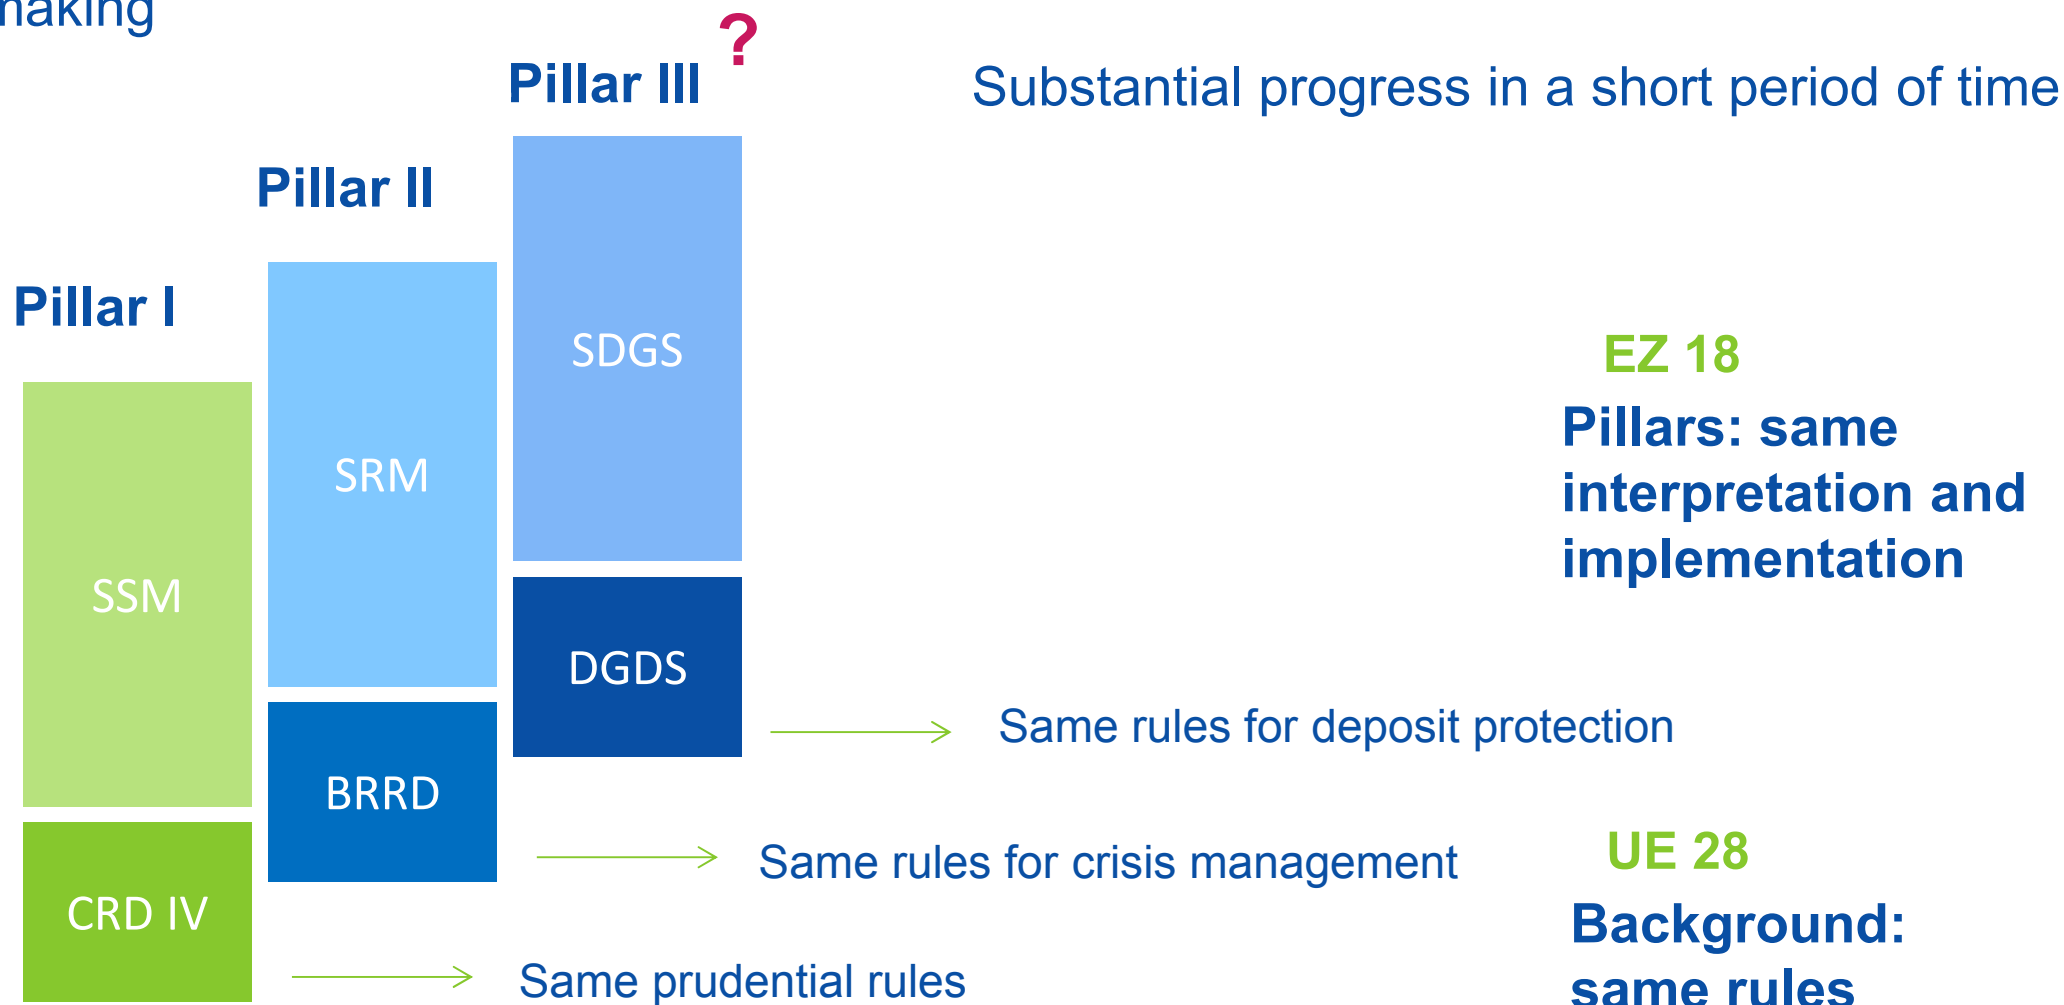 making
?
Pillar III
Substantial progress in a short period of time
Pillar II
Pillar I
SDGS
SRM
SSM
EZ 18
Pillars: same
interpretation and
implementation
DGDS
Same rules for deposit protection
BRRD
Same rules for crisis management
CRD IV
Same prudential rules
UE 28
Background:
same rules